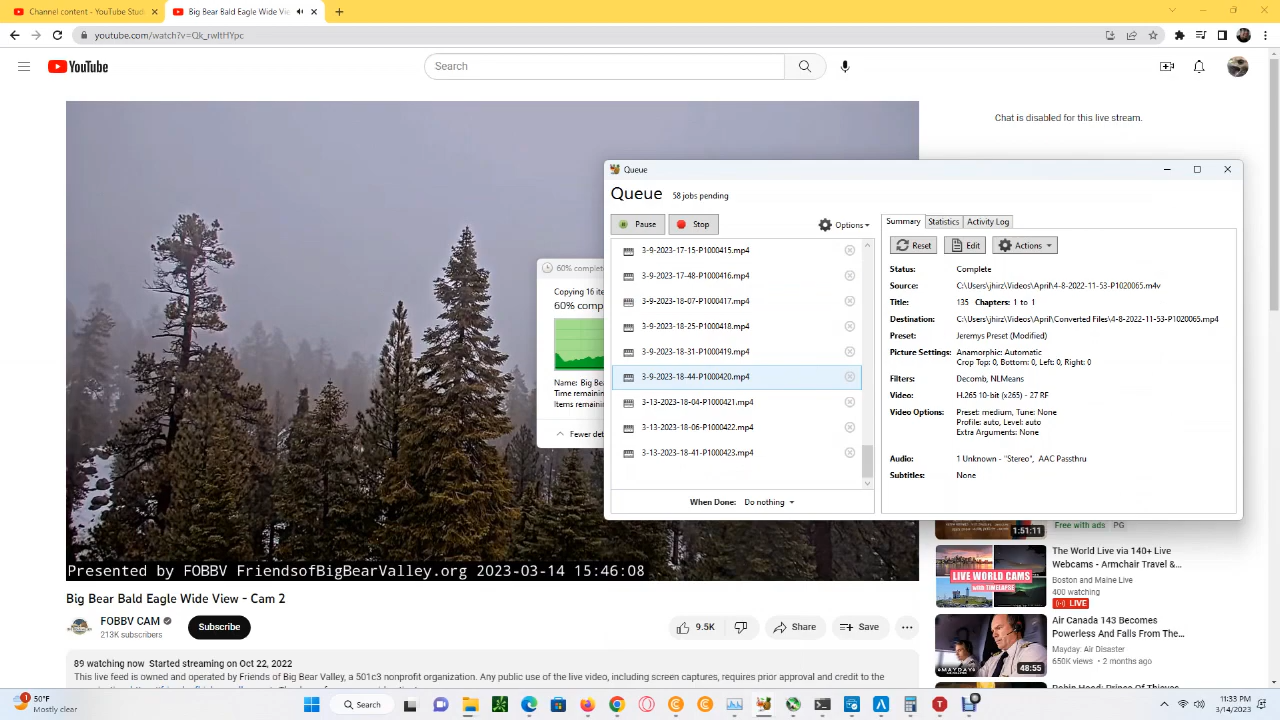 Channel content - YouTube Studio
Big Bear Bald Eagle Wide Vie
youtube.com/watch?v=Qk_rwltHYpc
YouTube
Search
Chat is disabled for this live stream.
Queue
Queue 58 jobs pending
Pause
Stop
Options
3-9-2023-17-15-P1000415.mp4
3-9-2023-17-48-P1000416.mp4
3-9-2023-18-07-P1000417.mp4
3-9-2023-18-25-P1000418.mp4
3-9-2023-18-31-P1000419.mp4
3-9-2023-18-44-P1000420.mp4
3-13-2023-18-04-P1000421.mp4
3-13-2023-18-06-P1000422.mp4
3-13-2023-18-41-P1000423.mp4
When Done: Do nothing
Summary Statistics Activity Log
Reset Edit Actions
Status: Complete
Source: C:\Users\jhirz\Videos\April\4-8-2022-11-53-P1020065.m4v
Title: 135 Chapters: 1 to 1
Destination: C:\Users\jhirz\Videos\April\Converted Files\4-8-2022-11-53-P1020065.mp4
Preset: Jeremys Preset (Modified)
Picture Settings: Anamorphic: Automatic
Crop Top: 0, Bottom: 0, Left: 0, Right: 0
Filters: Decomb, NLMeans
Video: H.265 10-bit (x265) - 27 RF
Video Options: Preset: medium, Tune: None
Profile: auto, Level: auto
Extra Arguments: None
Audio: 1 Unknown - "Stereo", AAC Passthru
Subtitles: None
60% complete
Copying 16 ite
60% comp
Name: Big Be
Time remaining
Items remainin
Fewer det
Presented by FOBBV FriendsofBigBearValley.org 2023-03-14 15:46:08
Big Bear Bald Eagle Wide View - Cam 2
FOBBV CAM
213K subscribers
Subscribe
9.5K
Share
Save
89 watching now Started streaming on Oct 22, 2022
This live feed is owned and operated by Friends of Big Bear Valley, a 501c3 nonprofit organization. Any public use of the live video, including screen captures, requires prior approval and credit to the
Free with ads PG
1:51:11
LIVE WORLD CAMS
with TIMELAPSE
The World Live via 140+ Live
Webcams - Armchair Travel &...
Boston and Maine Live
400 watching
LIVE
MAYDAY:
48:55
Air Canada 143 Becomes
Powerless And Falls From The...
Mayday: Air Disaster
650K views • 2 months ago
Robin Hood: Prince Of Thieves
1
50°F
Mostly clear
Search
11:33 PM
3/14/2023